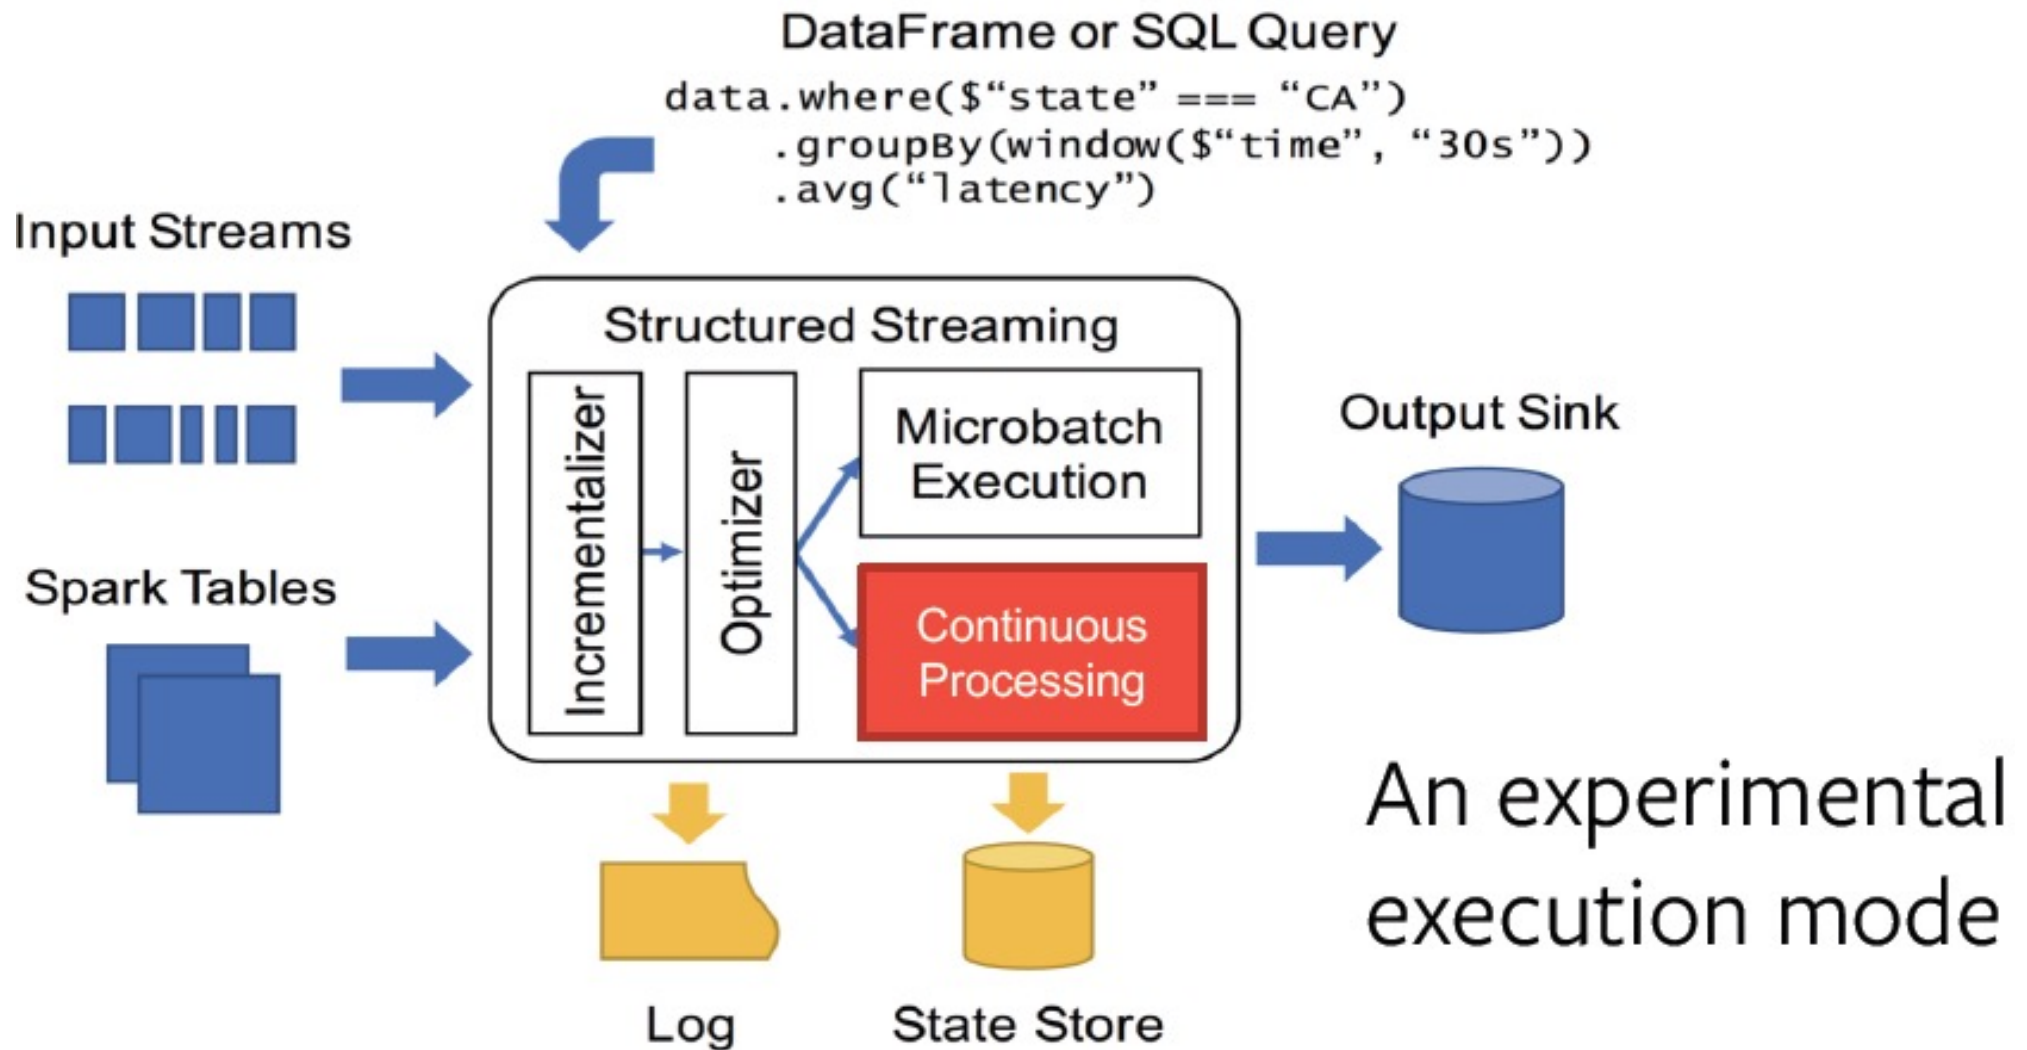 DataFrame or SQL Query
data.where($“state” === “CA”)
.groupBy(window($“time”, “30s”))
.avg(“latency”)
Input Streams
Structured Streaming
Incrementalizer
Optimizer
Microbatch
Execution
Continuous
Processing
Output Sink
Spark Tables
An experimental
execution mode
Log
State Store